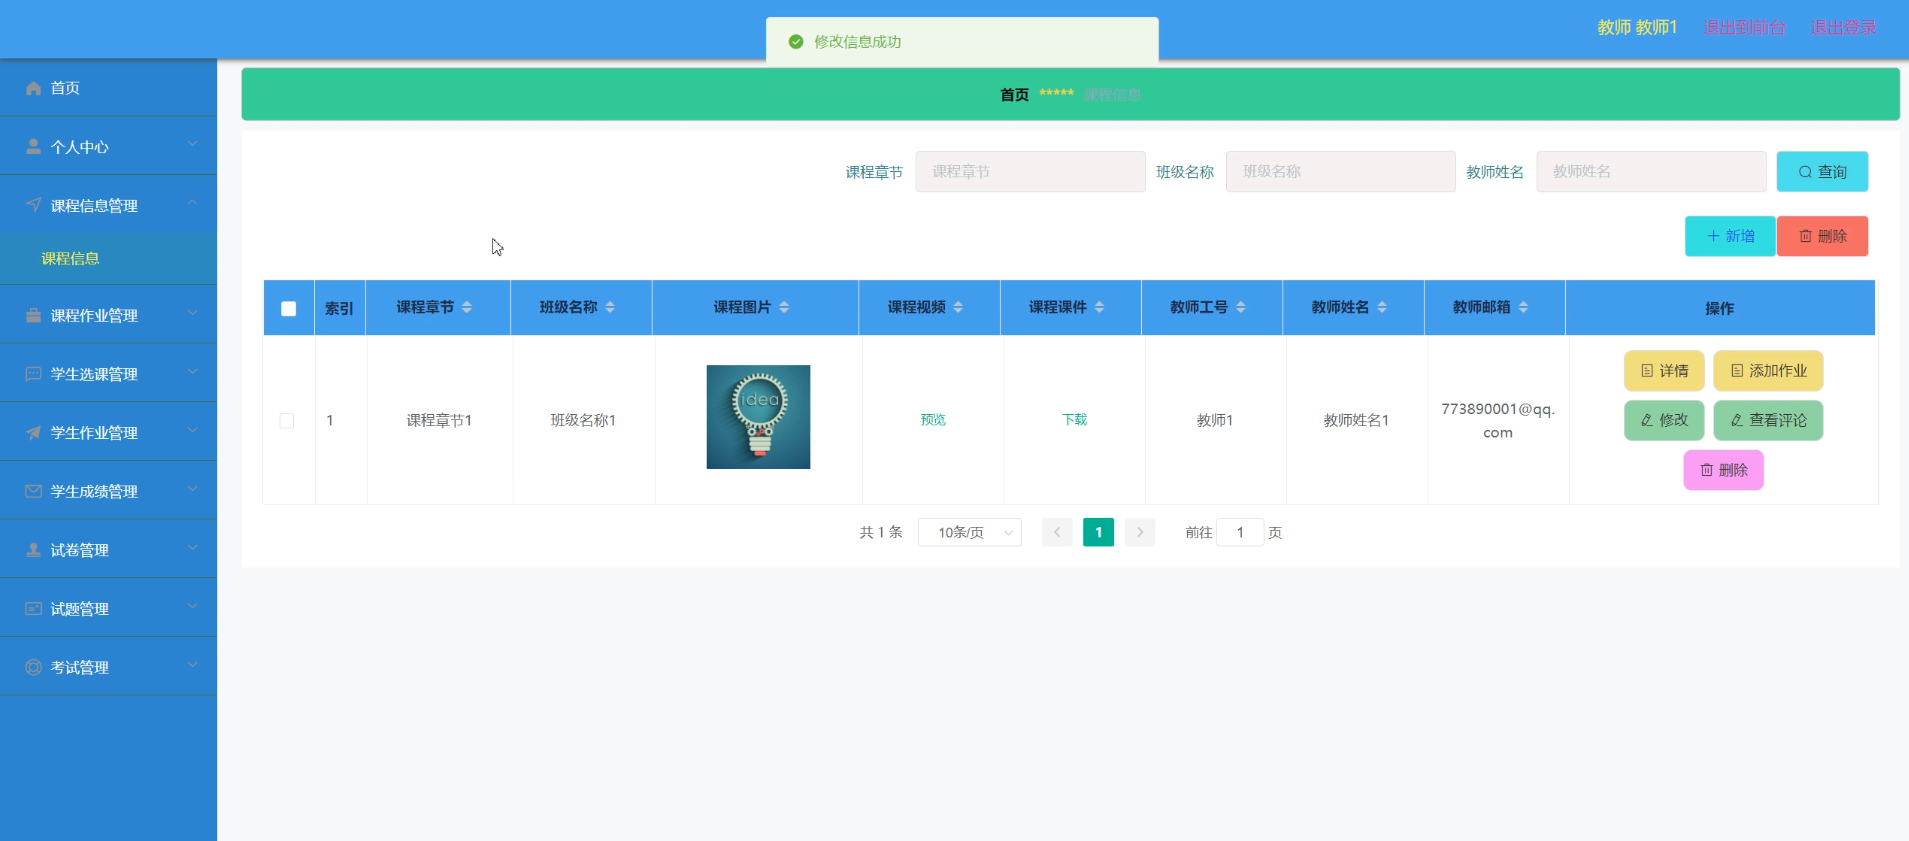 修改信息成功
教师 教师1 退出到前台 退出登录
首页 ***** 课程信息
首页
个人中心
课程信息管理
课程信息
课程作业管理
学生选课管理
学生作业管理
学生成绩管理
试卷管理
试题管理
考试管理
课程章节 课程章节 班级名称 班级名称 教师姓名 教师姓名 查询
新增 删除
索引 课程章节 班级名称 课程图片 课程视频 课程课件 教师工号 教师姓名 教师邮箱 操作
1 课程章节1 班级名称1 idea 预览 下载 教师1 教师姓名1
773890001@qq.
com
详情 添加作业
修改 查看评论
删除
共 1 条 10条/页 1 前往 1 页